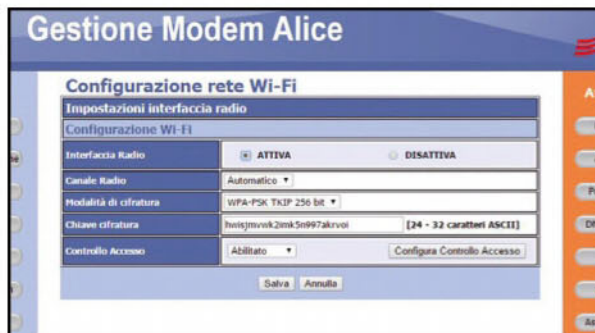 Gestione Modem Alice
Configurazione rete Wi-Fi
Impostazioni interfaccia radio
Configurazione Wi-Fi
Interfaccia Radio ATTIVA DISATTIVA
Canale Radio Automatico
Modalità di cifratura WPA-PSK TKIP 256 bit
Chiave cifratura hwisjmvwk2imk5n997akrvoi [24 - 32 caratteri ASCII]
Controllo Accesso Abilitato Configura Controllo Accesso
Salva Annulla